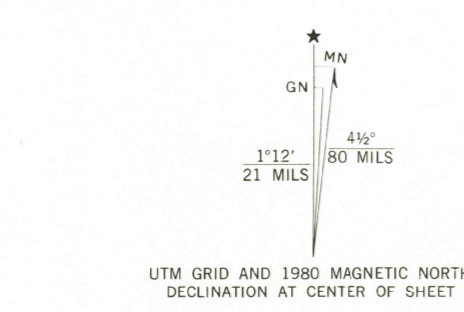 MN
GN
1°12′
21 MILS
4½°
80 MILS
UTM GRID AND 1980 MAGNETIC NORTH
DECLINATION AT CENTER OF SHEET